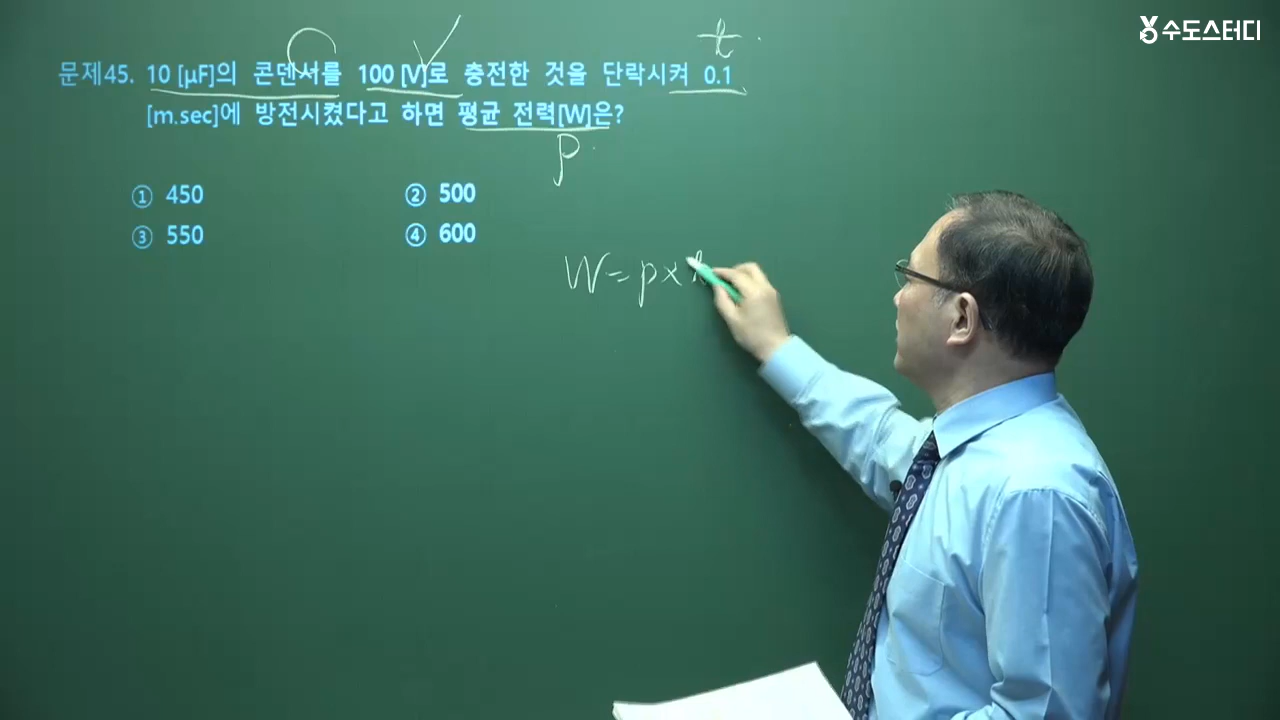 수도스터디
t
문제45. 10 [μF]의 콘덴서를 100 [V]로 충전한 것을 단락시켜 0.1
[m.sec]에 방전시켰다고 하면 평균 전력[W]은?
P
① 450 ② 500
③ 550 ④ 600
W=p×t